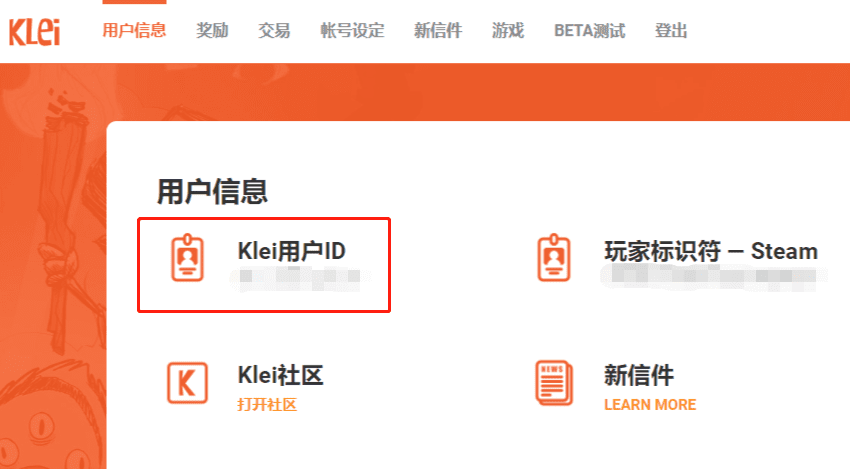 Klei
用户信息
奖励
交易
帐号设定
新信件
游戏
BETA测试
登出
用户信息
Klei用户ID
玩家标识符 – Steam
Klei社区
打开社区
NEWS
新信件
LEARN MORE